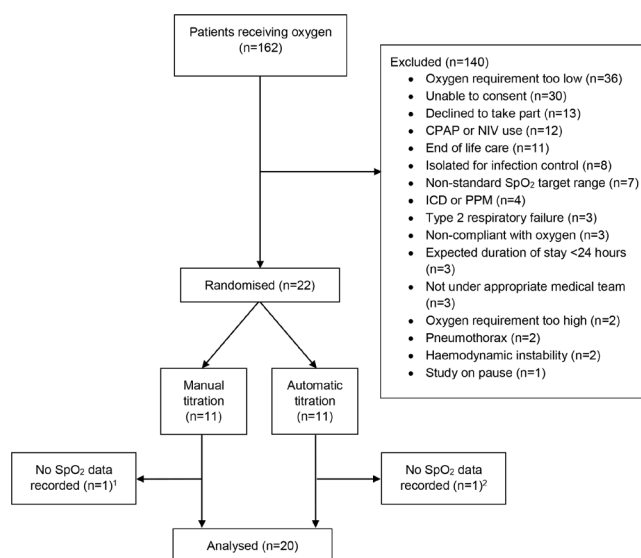 Patients receiving oxygen
(n=162)
Excluded (n=140)
• Oxygen requirement too low (n=36)
• Unable to consent (n=30)
• Declined to take part (n=13)
• CPAP or NIV use (n=12)
• End of life care (n=11)
• Isolated for infection control (n=8)
• Non-standard SpO₂ target range (n=7)
• ICD or PPM (n=4)
• Type 2 respiratory failure (n=3)
• Non-compliant with oxygen (n=3)
• Expected duration of stay <24 hours
(n=3)
• Not under appropriate medical team
(n=3)
• Oxygen requirement too high (n=2)
• Pneumothorax (n=2)
• Haemodynamic instability (n=2)
• Study on pause (n=1)
Randomised (n=22)
Manual
titration
(n=11)
Automatic
titration
(n=11)
No SpO₂ data
recorded (n=1)¹
No SpO₂ data
recorded (n=1)²
Analysed (n=20)